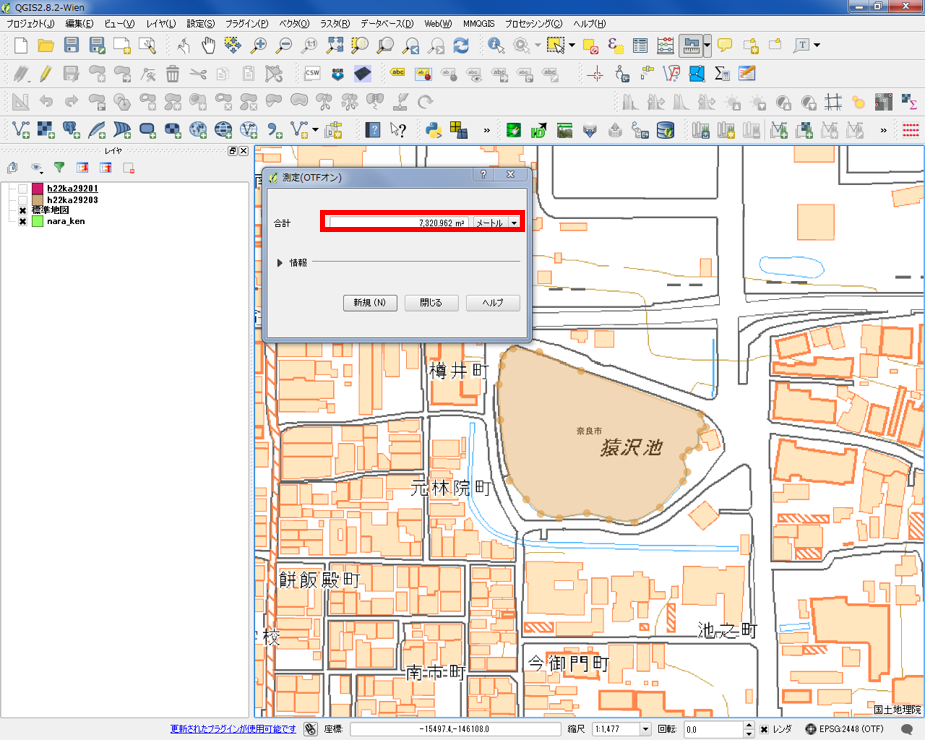 QGIS2.8.2-Wien
プロジェクト(J) 編集(E) ビュー(V) レイヤ(L) 設定(S) プラグイン(P) ベクタ(O) ラスタ(R) データベース(D) Web(W) MMQGIS プロセッシング(C) ヘルプ(H)
CSW abc abc abc abc abc abc abc
レイヤ
h22ka29201
h22ka29203
標準地図
nara_ken
測定(OTFオン)
合計 7,320.962 m² メートル
情報
新規(N) 閉じる ヘルプ
樽井町
奈良市
猿沢池
元林院町
餅飯殿町
池之町
校
今御門町
南市町
国土地理院
更新されたプラグインが使用可能です 座標: -15497.4,-146108.0 縮尺 1:1,477 回転: 0.0 レンダ EPSG:2448 (OTF)